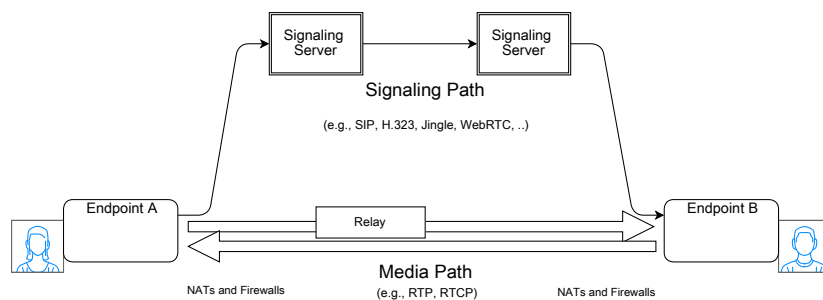 Signaling
Server
Signaling
Server
Signaling Path
(e.g., SIP, H.323, Jingle, WebRTC, ..)
Endpoint A
Relay
Endpoint B
Media Path
NATs and Firewalls
(e.g., RTP, RTCP)
NATs and Firewalls